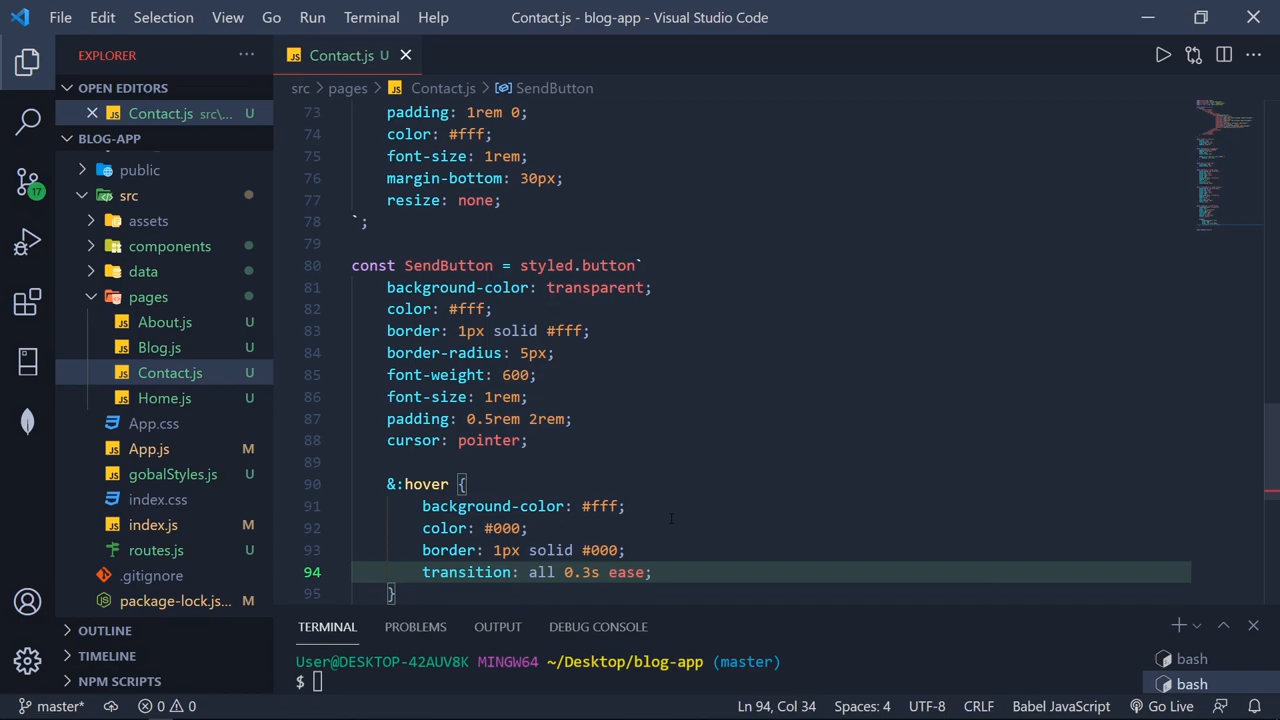 File Edit Selection View Go Run Terminal Help Contact.js - blog-app - Visual Studio Code
EXPLORER ···
Contact.js U
OPEN EDITORS
Contact.js src\... U
src > pages > Contact.js > SendButton
BLOG-APP
public
src
assets
components
data
pages
About.js U
Blog.js U
Contact.js U
Home.js U
App.css
App.js M
gobalStyles.js U
index.css
index.js M
routes.js U
.gitignore
package-lock.js... M
OUTLINE
TIMELINE
NPM SCRIPTS
17
73 padding: 1rem 0;
74 color: #fff;
75 font-size: 1rem;
76 margin-bottom: 30px;
77 resize: none;
78 `;
79
80 const SendButton = styled.button`
81 background-color: transparent;
82 color: #fff;
83 border: 1px solid #fff;
84 border-radius: 5px;
85 font-weight: 600;
86 font-size: 1rem;
87 padding: 0.5rem 2rem;
88 cursor: pointer;
89
90 &:hover {
91 background-color: #fff;
92 color: #000;
93 border: 1px solid #000;
94 transition: all 0.3s ease;
95 }
TERMINAL PROBLEMS OUTPUT DEBUG CONSOLE
User@DESKTOP-42AUV8K MINGW64 ~/Desktop/blog-app (master)
$
bash
bash
master* 0 0 Ln 94, Col 34 Spaces: 4 UTF-8 CRLF Babel JavaScript Go Live